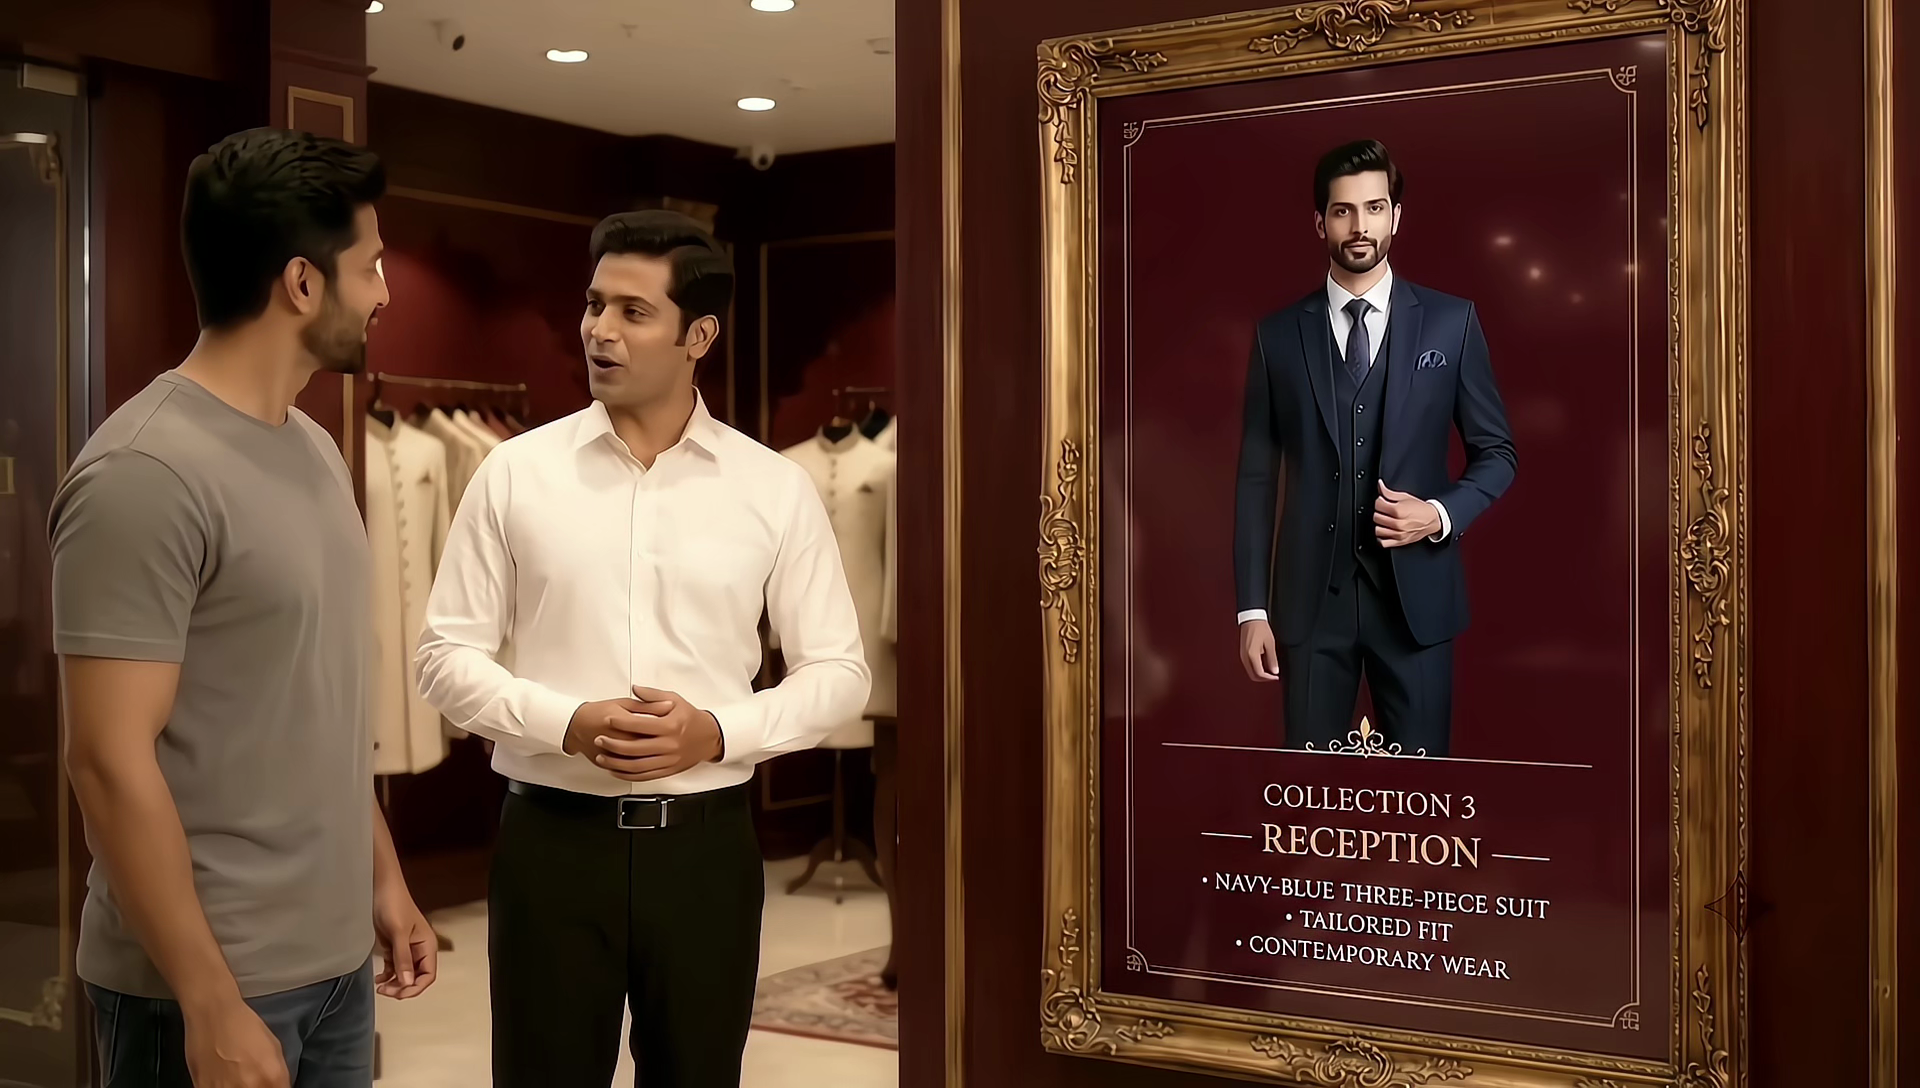 COLLECTION 3
RECEPTION
• NAVY-BLUE THREE-PIECE SUIT
• TAILORED FIT
• CONTEMPORARY WEAR